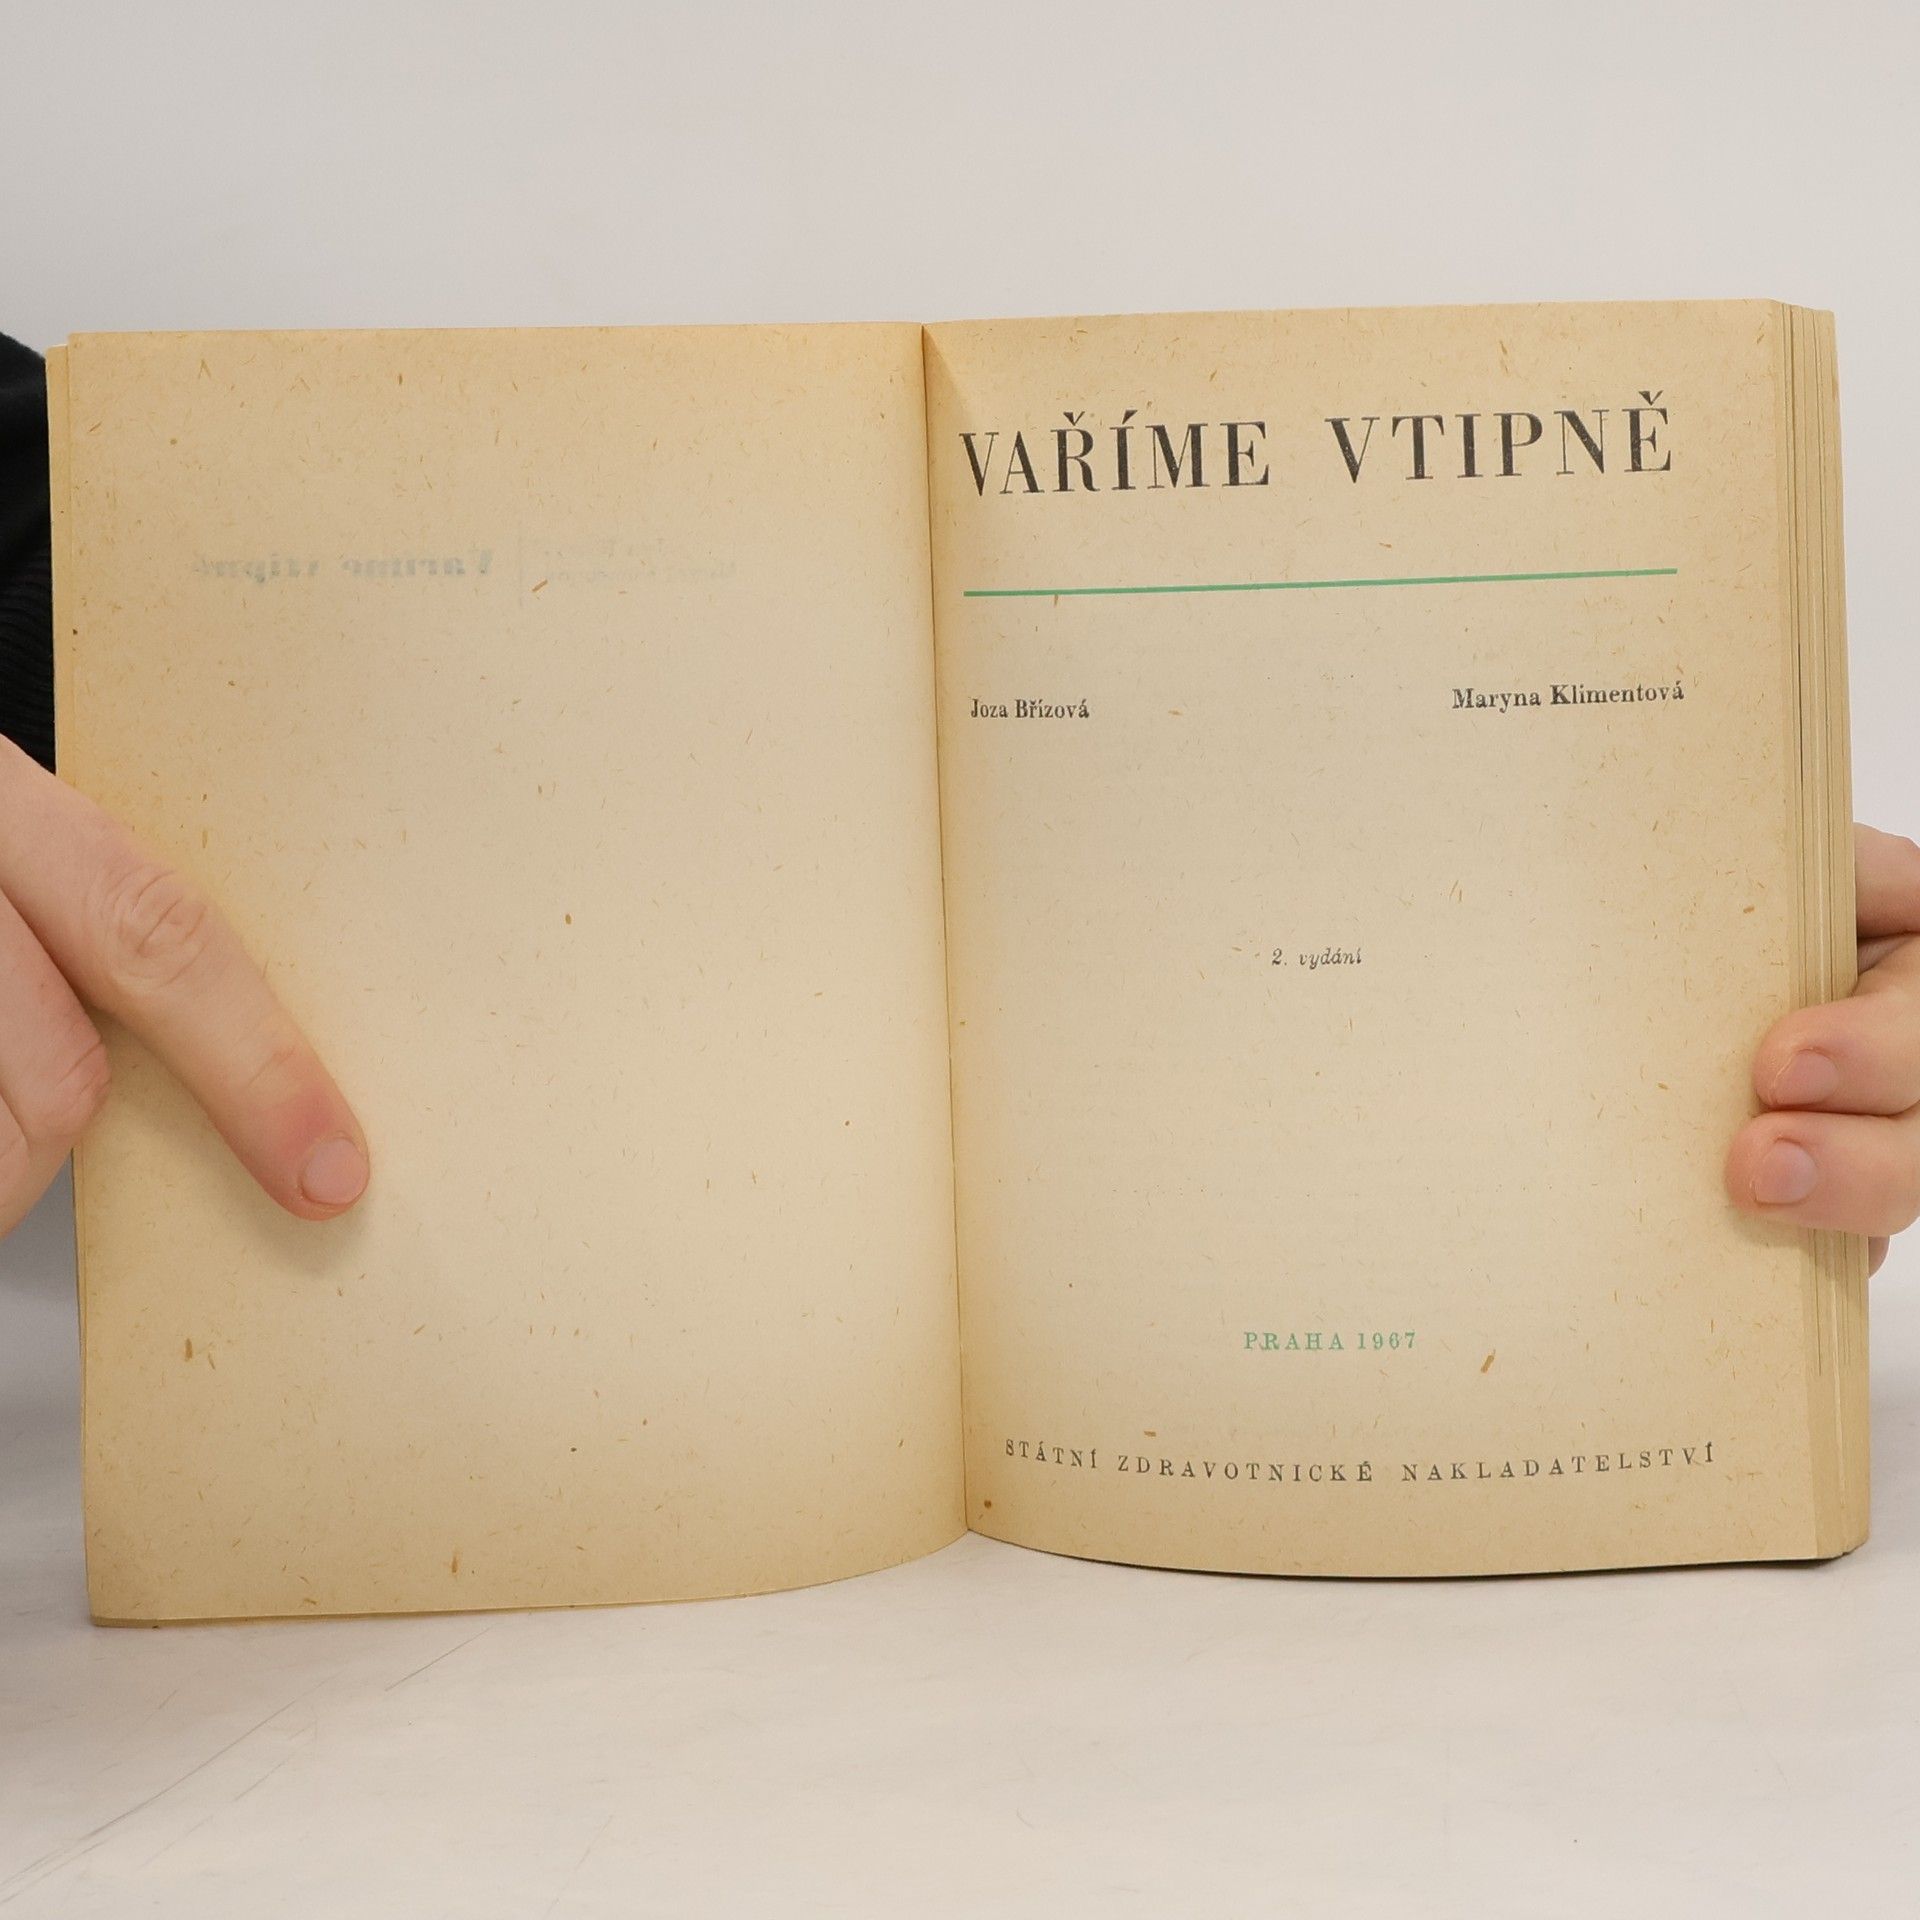 VAŘÍME VTIPNĚ
Joza Břízová
Maryna Klimentová
2. vydání
PRAHA 1967
STÁTNÍ ZDRAVOTNICKÉ NAKLADATELSTVÍ